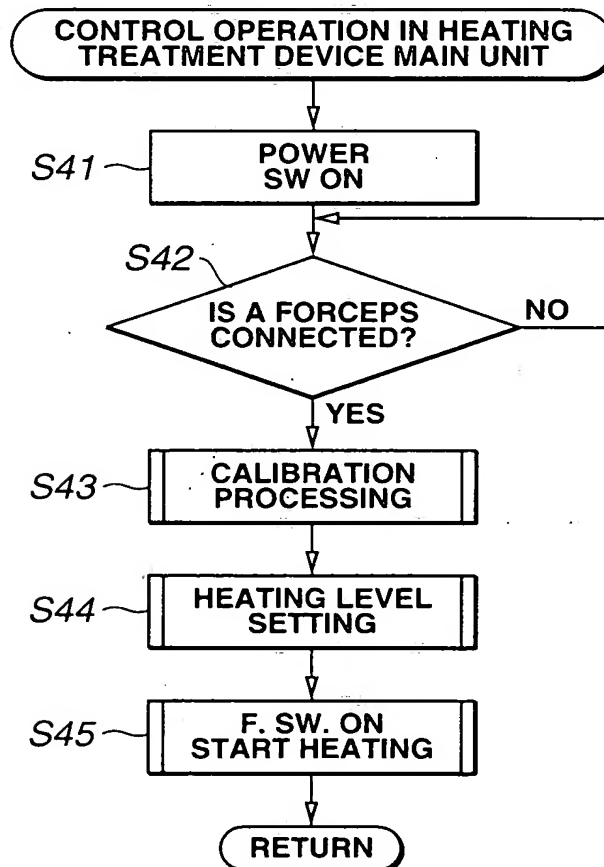 CONTROL OPERATION IN HEATING
TREATMENT DEVICE MAIN UNIT
S41
POWER
SW ON
S42
IS A FORCEPS
CONNECTED?
NO
YES
S43
CALIBRATION
PROCESSING
S44
HEATING LEVEL
SETTING
S45
F. SW. ON
START HEATING
RETURN